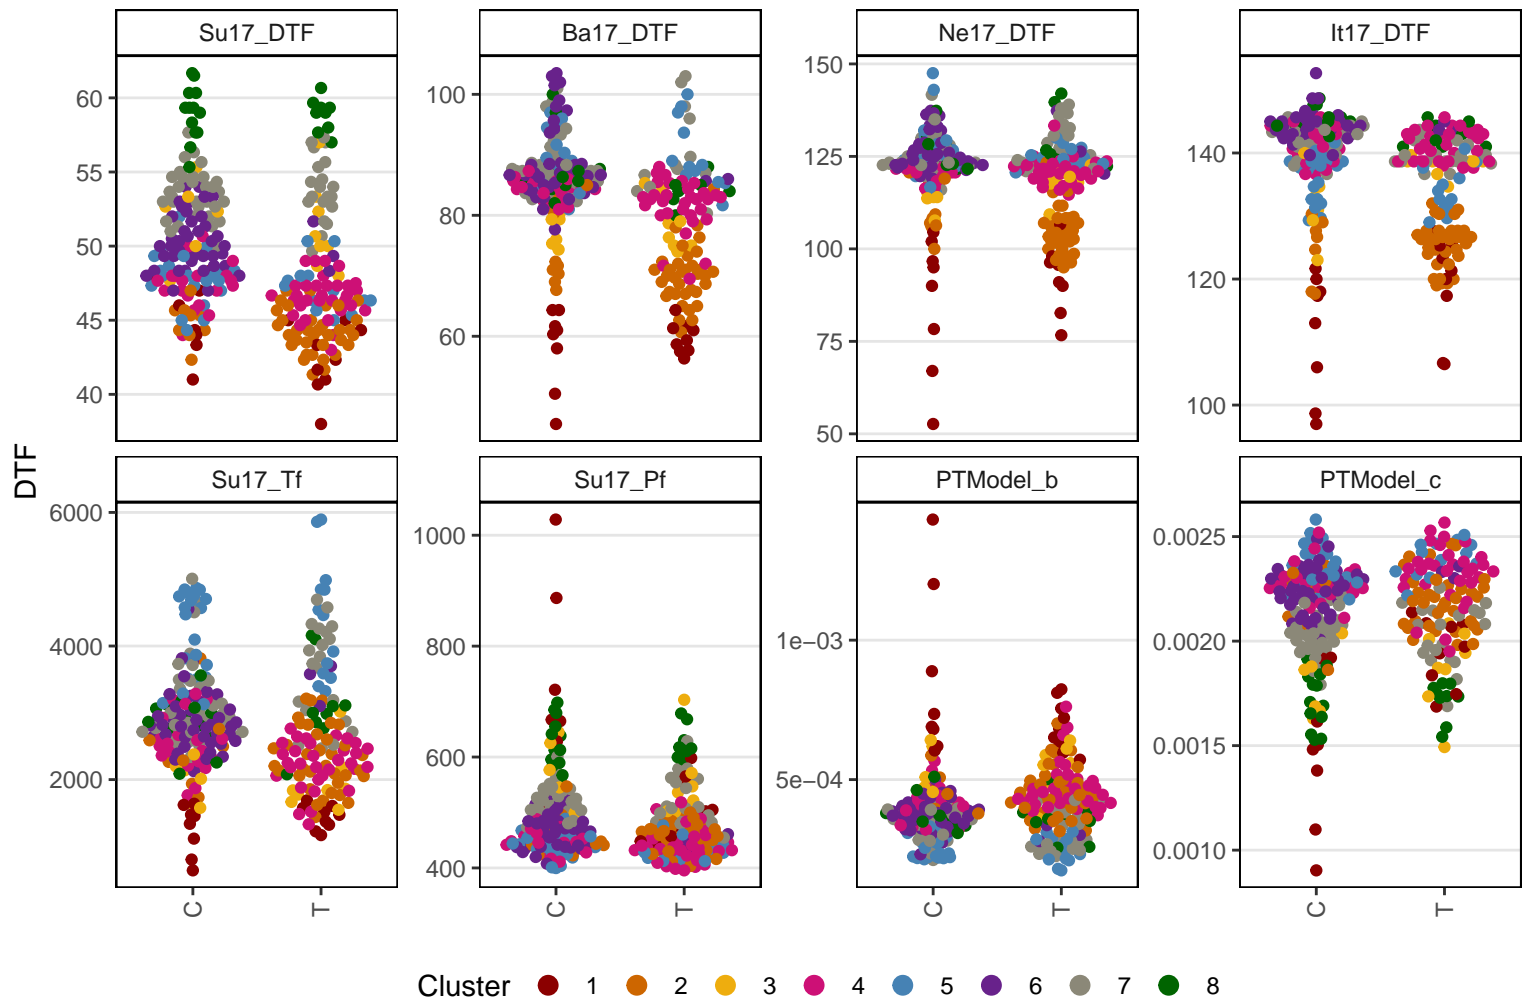 Su17_DTF Ba17_DTF Ne17_DTF It17_DTF
60 55 50 45 40
100 80 60
150 125 100 75 50
140 120 100
DTF
Su17_Tf Su17_Pf PTModel_b PTModel_c
6000 4000 2000
1000 800 600 400
1e−03 5e−04
0.0025 0.0020 0.0015 0.0010
C T C T C T C T
Cluster 1 2 3 4 5 6 7 8